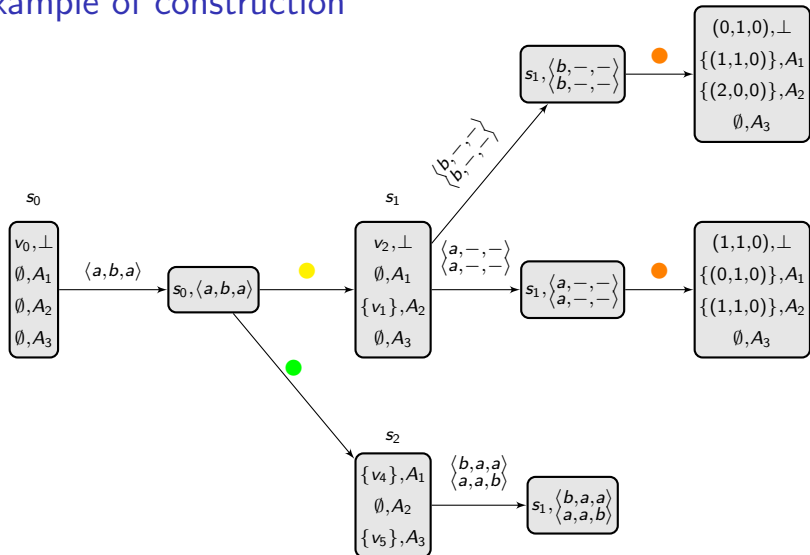 xample of construction
s₀
v₀,⊥
∅,A₁
∅,A₂
∅,A₃
⟨a,b,a⟩
s₀,⟨a,b,a⟩
s₁
v₂,⊥
∅,A₁
{v₁},A₂
∅,A₃
⟨b,−,−⟩
⟨b,−,−⟩
s₁,⟨b,−,−⟩
⟨b,−,−⟩
(0,1,0),⊥
{(1,1,0)},A₁
{(2,0,0)},A₂
∅,A₃
⟨a,−,−⟩
⟨a,−,−⟩
s₁,⟨a,−,−⟩
⟨a,−,−⟩
(1,1,0),⊥
{(0,1,0)},A₁
{(1,1,0)},A₂
∅,A₃
s₂
{v₄},A₁
∅,A₂
{v₅},A₃
⟨b,a,a⟩
⟨a,a,b⟩
s₁,⟨b,a,a⟩
⟨a,a,b⟩